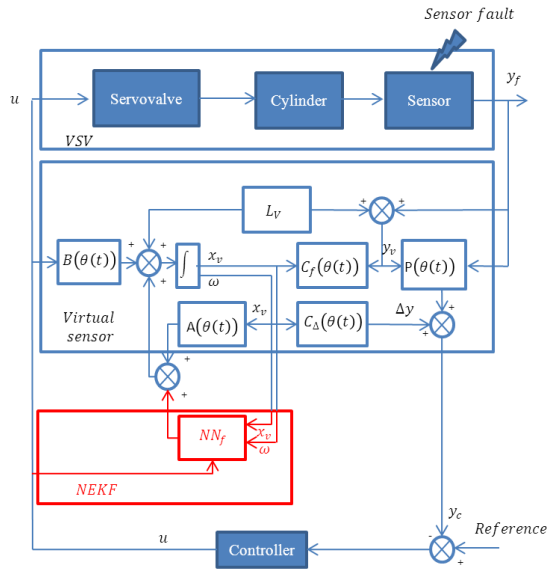 Sensor fault
u
Servovalve
Cylinder
Sensor
y_f
VSV
+
+
L_V
B(θ(t))
+
+
+
+
∫
x_v
ω
C_f(θ(t))
y_v
P(θ(t))
Virtual
sensor
A(θ(t))
x_v
C_Δ(θ(t))
Δy
+
+
+
+
NN_f
x_v
ω
NEKF
y_c
u
Controller
-
+
Reference